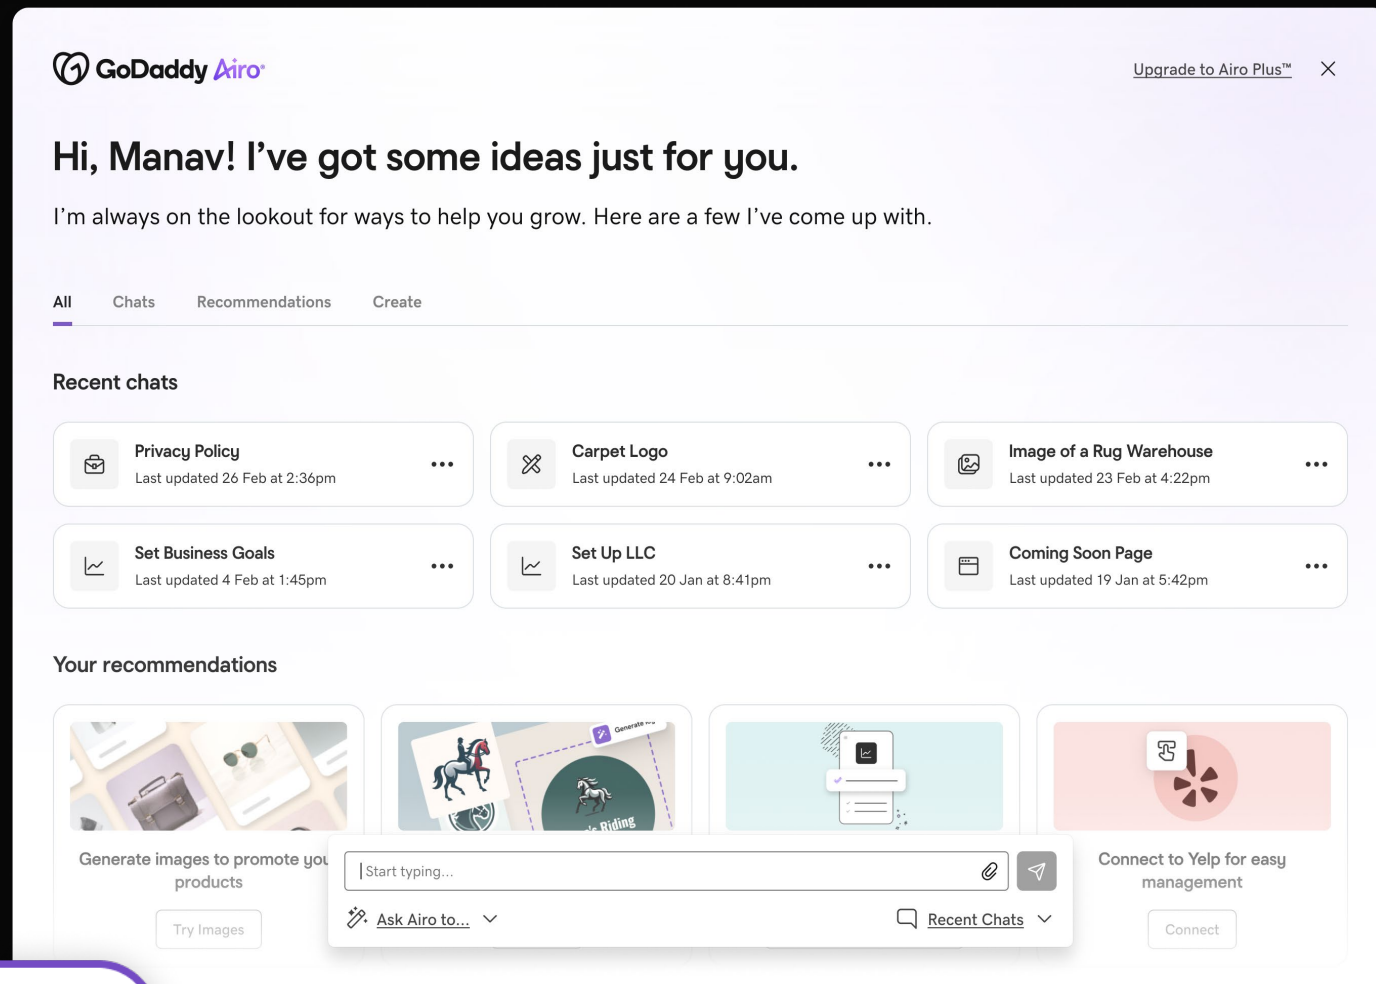 GoDaddy Airo®
Upgrade to Airo Plus™
Hi, Manav! I've got some ideas just for you.
I'm always on the lookout for ways to help you grow. Here are a few I've come up with.
All
Chats
Recommendations
Create
Recent chats
Privacy Policy
Last updated 26 Feb at 2:36pm
Carpet Logo
Last updated 24 Feb at 9:02am
Image of a Rug Warehouse
Last updated 23 Feb at 4:22pm
Set Business Goals
Last updated 4 Feb at 1:45pm
Set Up LLC
Last updated 20 Jan at 8:41pm
Coming Soon Page
Last updated 19 Jan at 5:42pm
Your recommendations
Generate
Riding
Generate images to promote you
products
Try Images
Connect to Yelp for easy
management
Connect
Start typing...
Ask Airo to...
Recent Chats